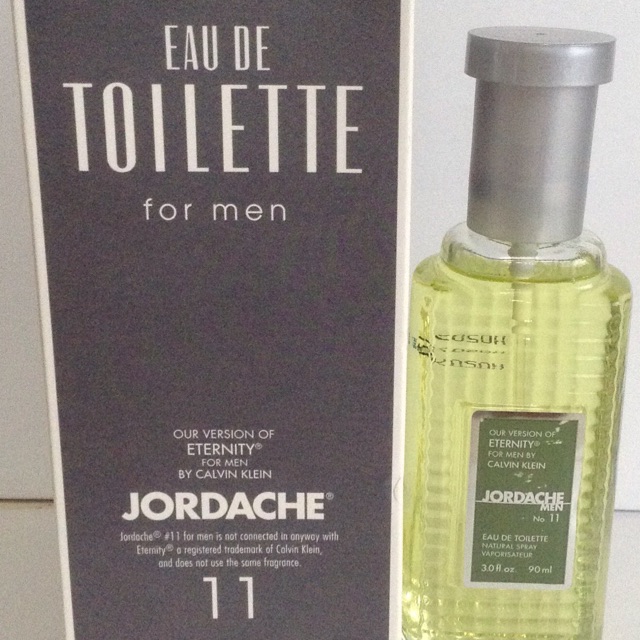 EAU DE
TOILETTE
for men
OUR VERSION OF
ETERNITY®
FOR MEN
BY CALVIN KLEIN
JORDACHE®
Jordache® #11 for men is not connected in anyway with
Eternity® a registered trademark of Calvin Klein,
and does not use the same fragrance.
11
OUR VERSION OF
ETERNITY®
FOR MEN BY
CALVIN KLEIN
JORDACHE
MEN
No. 11
EAU DE TOILETTE
NATURAL SPRAY
VAPORISATEUR
3.0 fl oz. 90 ml